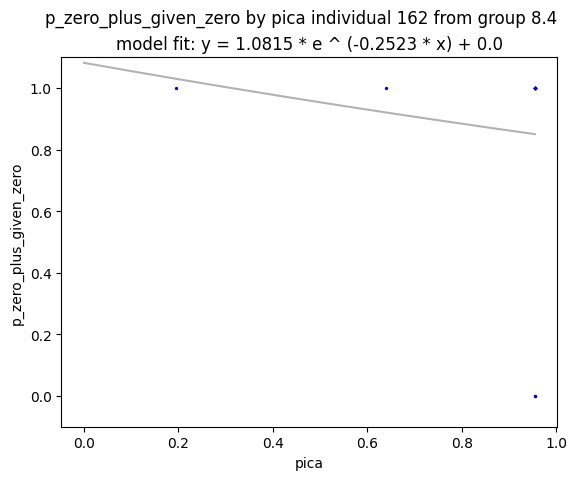 p_zero_plus_given_zero by pica individual 162 from group 8.4
model fit: y = 1.0815 * e ^ (-0.2523 * x) + 0.0
1.0
0.8
0.6
0.4
0.2
0.0
p_zero_plus_given_zero
0.0 0.2 0.4 0.6 0.8 1.0
pica